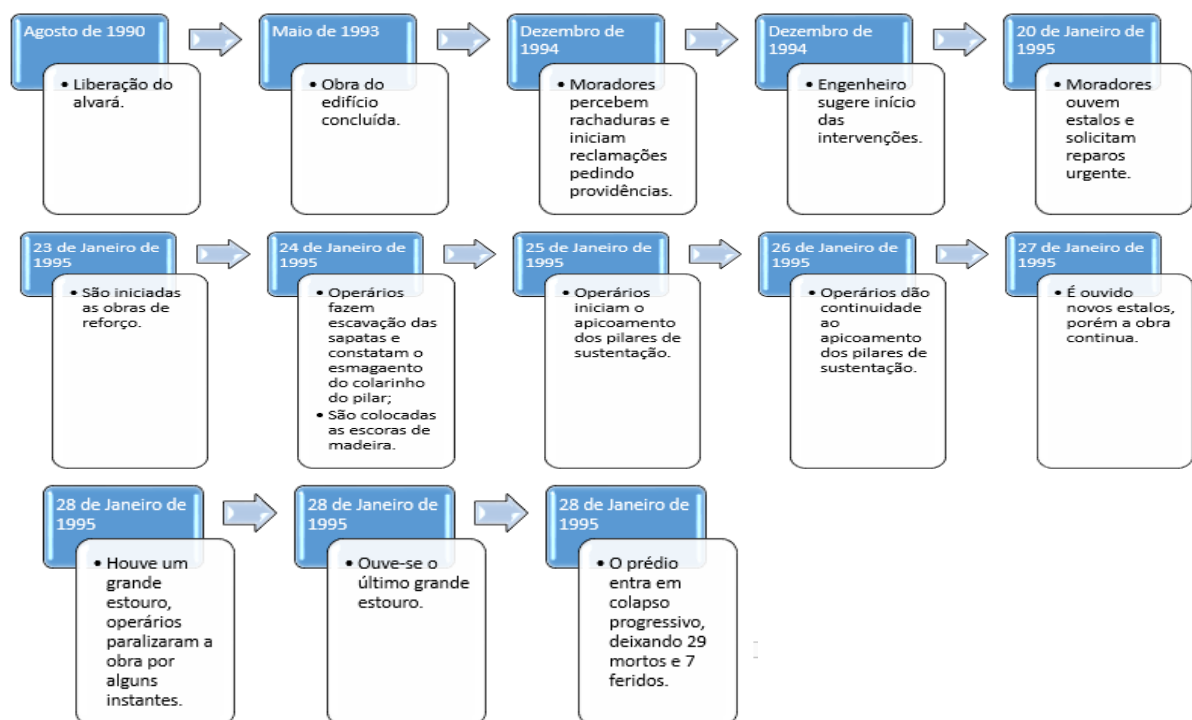 Agosto de 1990
• Liberação do
alvará.
Maio de 1993
• Obra do
edifício
concluída.
Dezembro de
1994
• Moradores
percebem
rachaduras e
iniciam
reclamações
pedindo
providências.
Dezembro de
1994
• Engenheiro
sugere início
das
intervenções.
20 de Janeiro de
1995
• Moradores
ouvem
estalos e
solicitam
reparos
urgente.
23 de Janeiro de
1995
• São iniciadas
as obras de
reforço.
24 de Janeiro de
1995
• Operários
fazem
escavação das
sapatas e
constatam o
esmagaento
do colarinho
do pilar;
• São colocadas
as escoras de
madeira.
25 de Janeiro de
1995
• Operários
iniciam o
apicoamento
dos pilares de
sustentação.
26 de Janeiro de
1995
• Operários dão
continuidade
ao
apicoamento
dos pilares de
sustentação.
27 de Janeiro de
1995
• É ouvido
novos estalos,
porém a obra
continua.
28 de Janeiro de
1995
• Houve um
grande
estouro,
operários
paralizaram a
obra por
alguns
instantes.
28 de Janeiro de
1995
• Ouve-se o
último grande
estouro.
28 de Janeiro de
1995
• O prédio
entra em
colapso
progressivo,
deixando 29
mortos e 7
feridos.